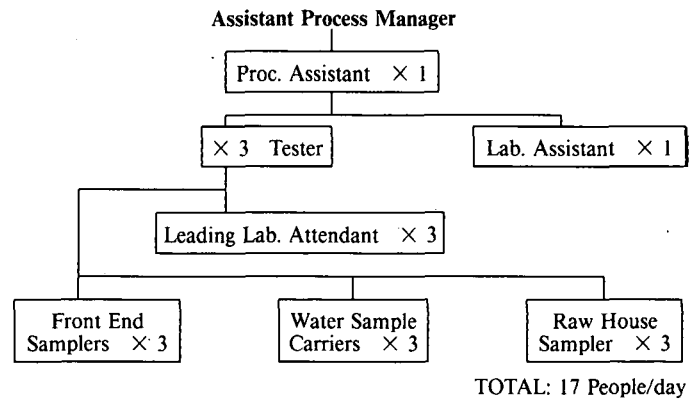 Assistant Process Manager
Proc. Assistant × 1
× 3 Tester
Lab. Assistant × 1
Leading Lab. Attendant × 3
Front End
Samplers × 3
Water Sample
Carriers × 3
Raw House
Sampler × 3
TOTAL: 17 People/day